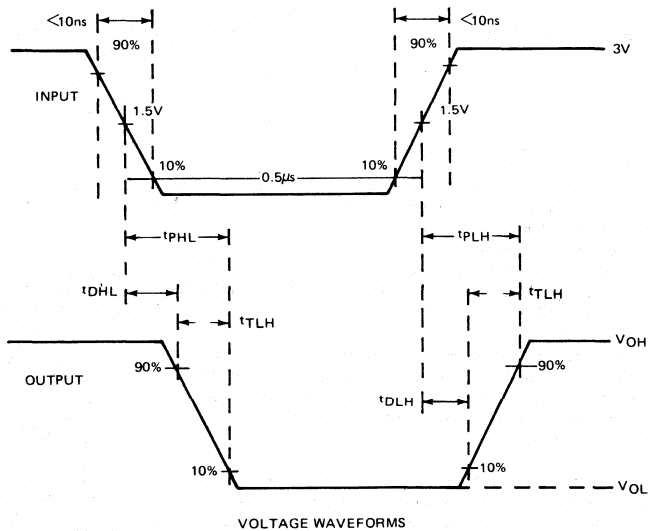 <10ns
<10ns
90%
90%
3V
INPUT
1.5V
1.5V
10%
10%
0.5μs
tPHL
tPLH
tDHL
tTLH
tTLH
VOH
90%
90%
OUTPUT
tDLH
10%
10%
VOL
VOLTAGE WAVEFORMS